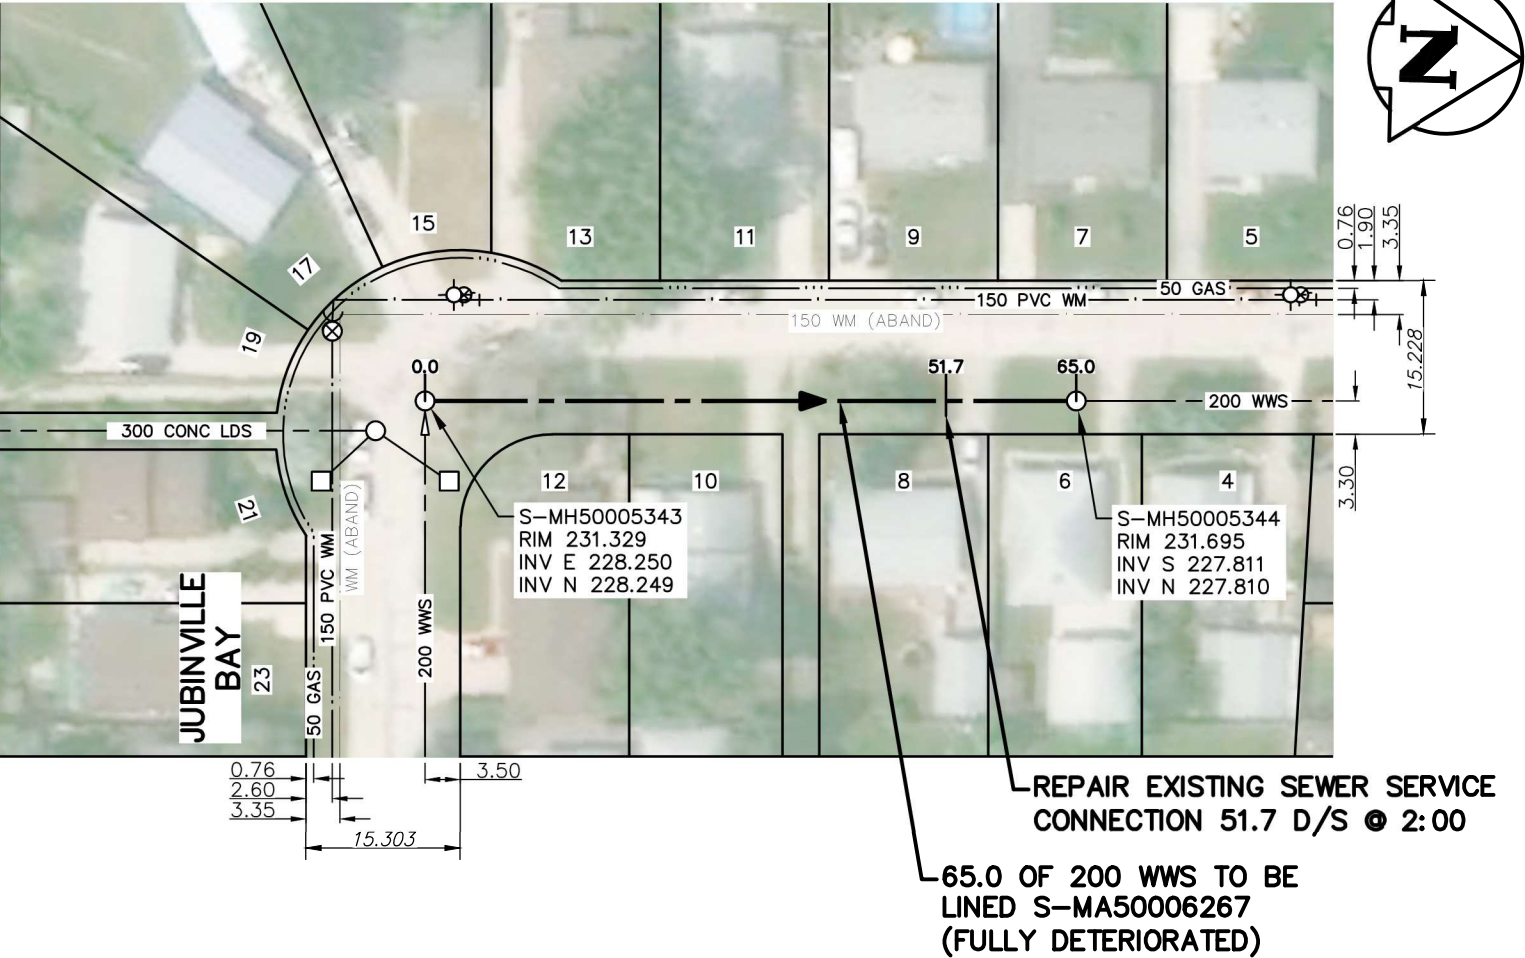 N
15
13
11
9
7
5
17
19
21
23
0.76
1.90
3.35
50 GAS
150 PVC WM
150 WM (ABAND)
15.228
0.0
51.7
65.0
200 WWS
300 CONC LDS
3.30
12
10
8
6
4
S-MH50005343
RIM 231.329
INV E 228.250
INV N 228.249
S-MH50005344
RIM 231.695
INV S 227.811
INV N 227.810
JUBINVILLE
BAY
50 GAS
150 PVC WM
WM (ABAND)
200 WWS
0.76
2.60
3.35
3.50
15.303
REPAIR EXISTING SEWER SERVICE
CONNECTION 51.7 D/S @ 2:00
65.0 OF 200 WWS TO BE
LINED S-MA50006267
(FULLY DETERIORATED)